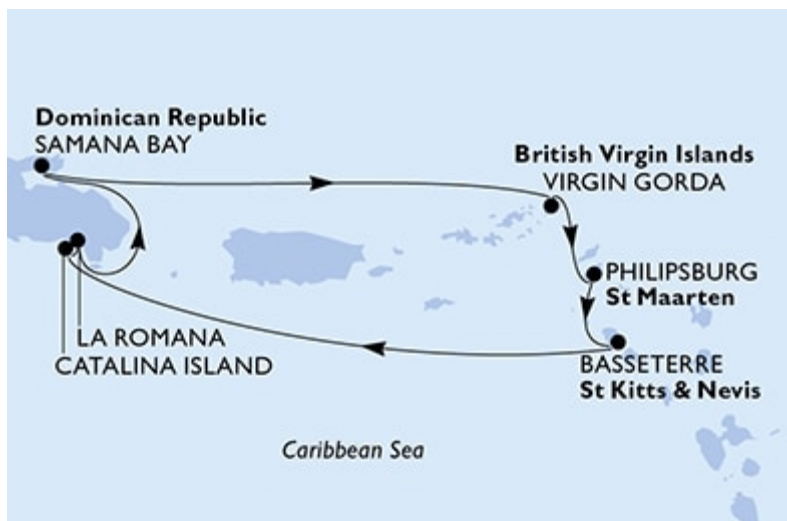 Dominican Republic
SAMANA BAY
British Virgin Islands
VIRGIN GORDA
PHILIPSBURG
St Maarten
LA ROMANA
CATALINA ISLAND
BASSETERRE
St Kitts & Nevis
Caribbean Sea